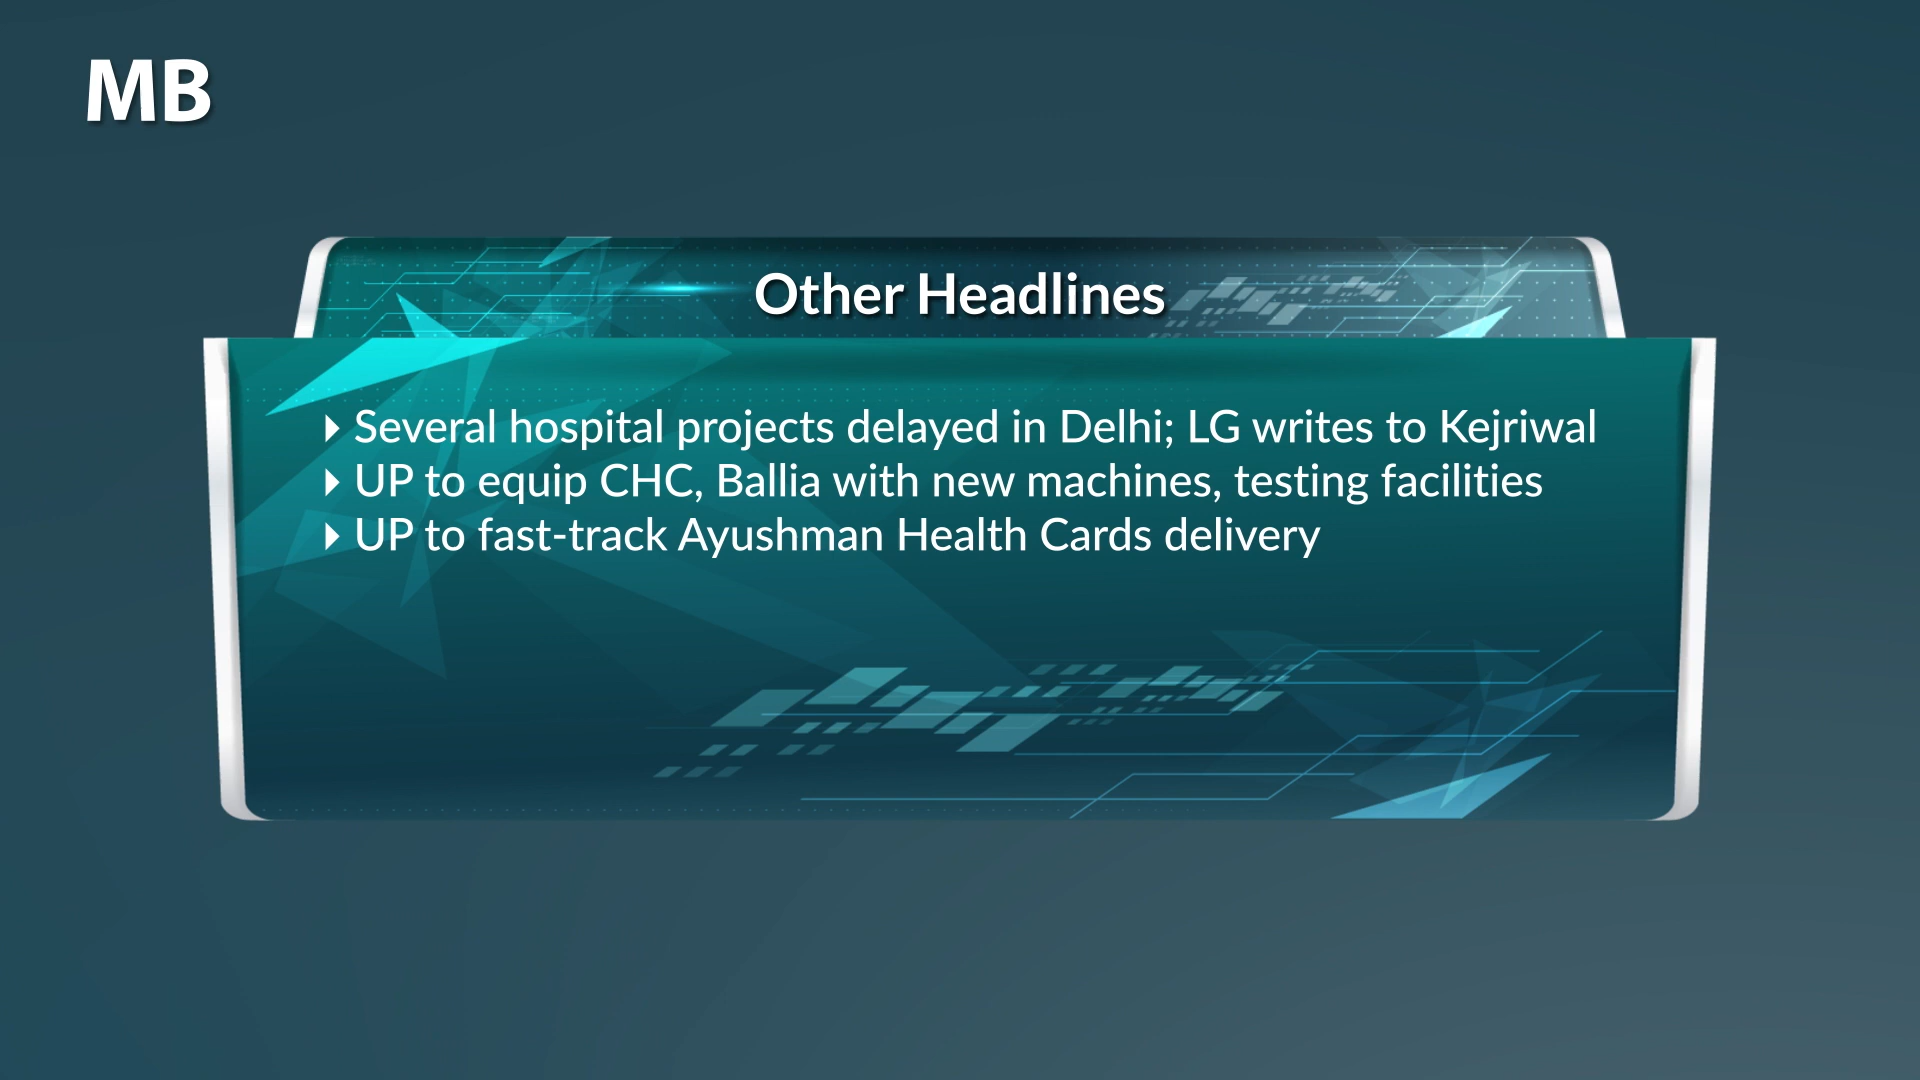 MB
Other Headlines
Several hospital projects delayed in Delhi; LG writes to Kejriwal
UP to equip CHC, Ballia with new machines, testing facilities
UP to fast-track Ayushman Health Cards delivery